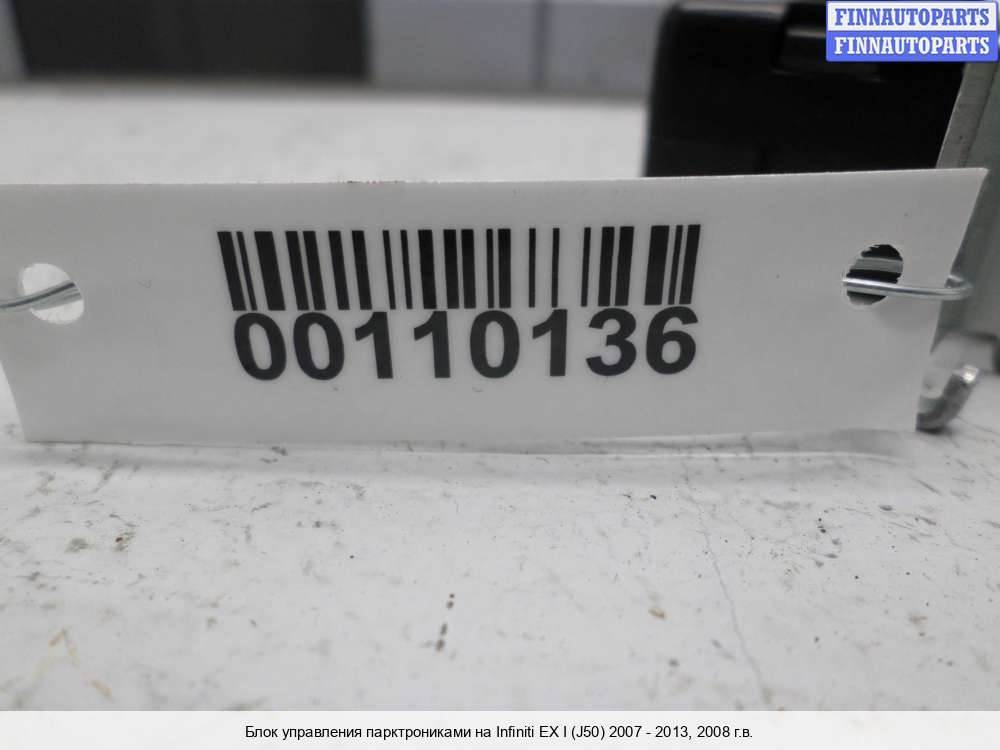 FINNAUTOPARTS
FINNAUTOPARTS
00110136
Блок управления парктрониками на Infiniti EX I (J50) 2007 - 2013, 2008 г.в.